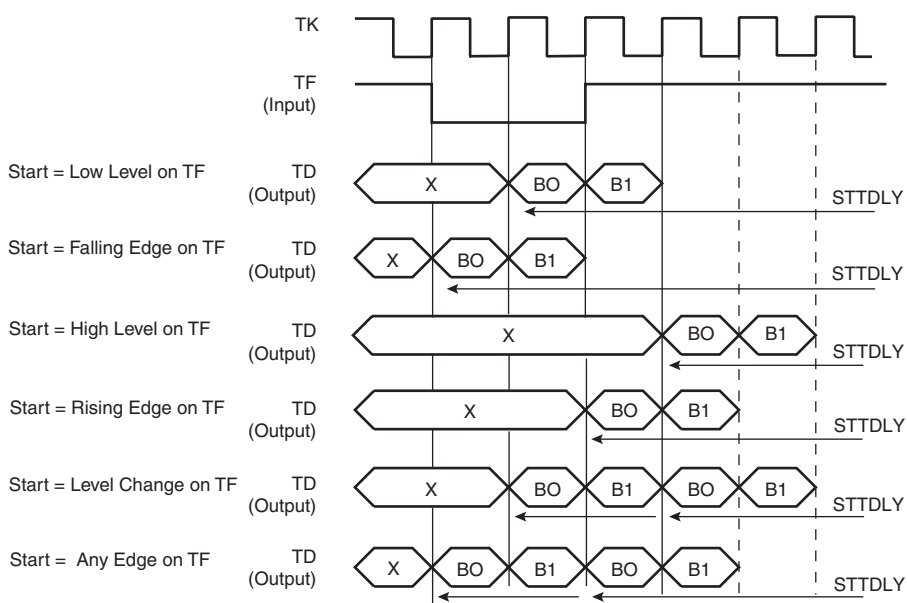 TK
TF
(Input)
Start = Low Level on TF
TD
(Output)
X
BO
B1
STTDLY
Start = Falling Edge on TF
TD
(Output)
X
BO
B1
STTDLY
Start = High Level on TF
TD
(Output)
X
BO
B1
STTDLY
Start = Rising Edge on TF
TD
(Output)
X
BO
B1
STTDLY
Start = Level Change on TF
TD
(Output)
X
BO
B1
BO
B1
STTDLY
Start = Any Edge on TF
TD
(Output)
X
BO
B1
BO
B1
STTDLY